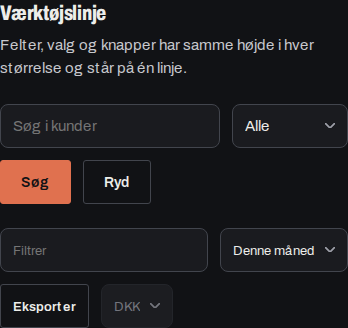 Værktøjslinje
Felter, valg og knapper har samme højde i hver
størrelse og står på én linje.
Søg i kunder
Alle
Søg
Ryd
Filtrer
Denne måned
Eksporter
DKK